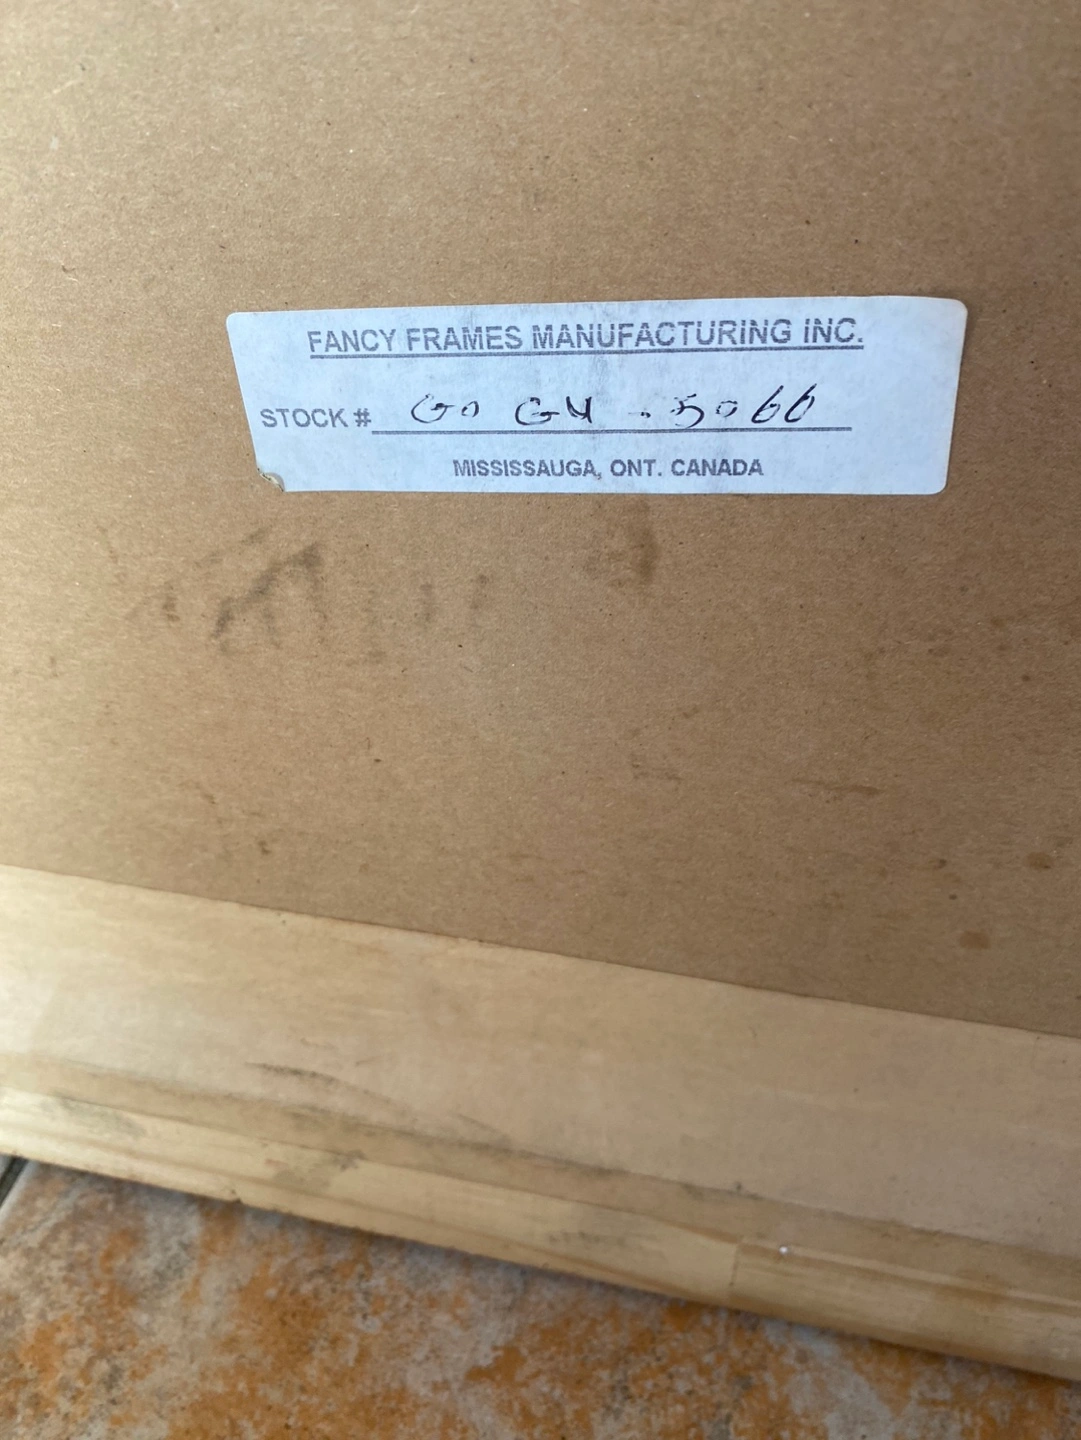 FANCY FRAMES MANUFACTURING INC.
STOCK # GO GU - 5066
MISSISSAUGA, ONT. CANADA